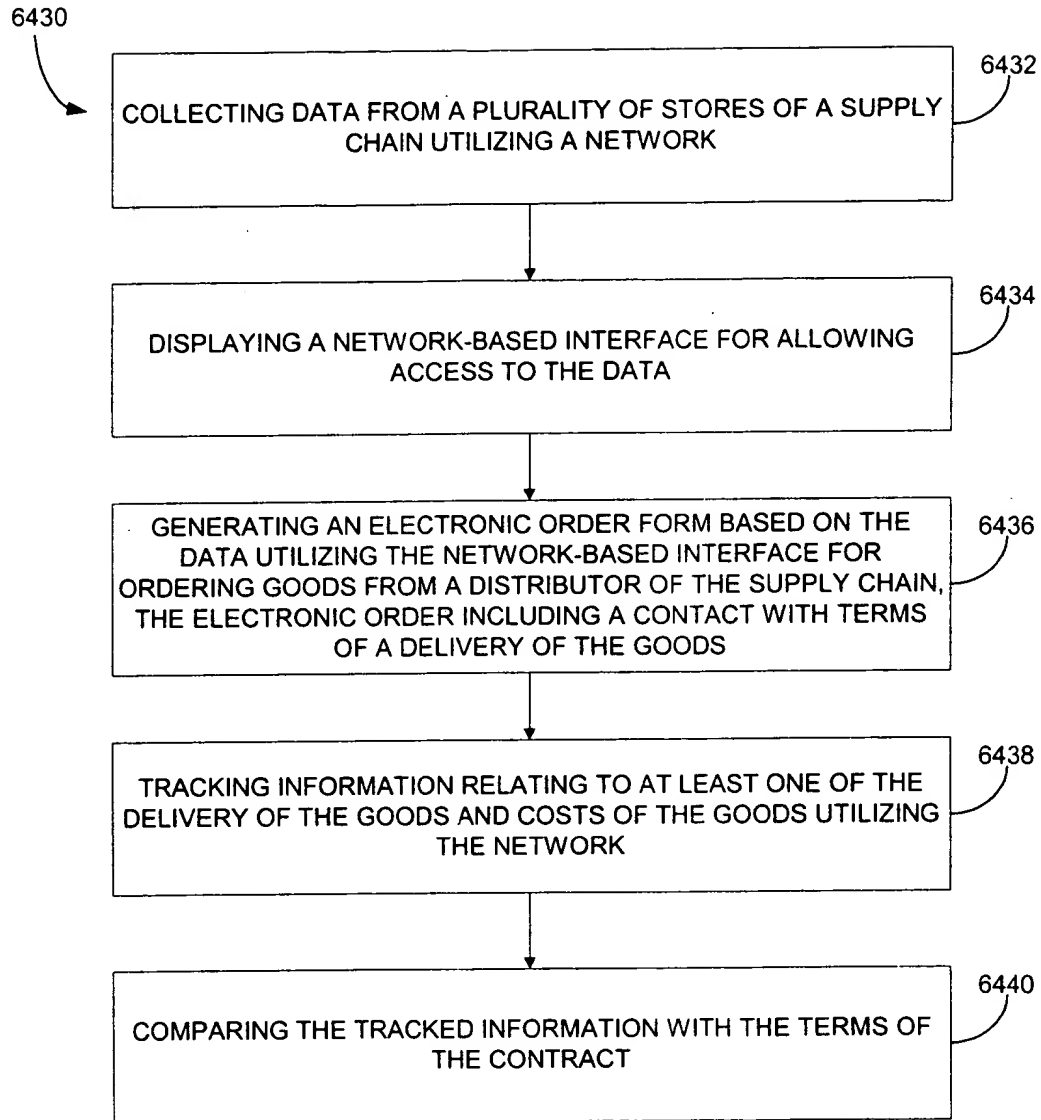 6430
6432
COLLECTING DATA FROM A PLURALITY OF STORES OF A SUPPLY
CHAIN UTILIZING A NETWORK
6434
DISPLAYING A NETWORK-BASED INTERFACE FOR ALLOWING
ACCESS TO THE DATA
6436
GENERATING AN ELECTRONIC ORDER FORM BASED ON THE
DATA UTILIZING THE NETWORK-BASED INTERFACE FOR
ORDERING GOODS FROM A DISTRIBUTOR OF THE SUPPLY CHAIN,
THE ELECTRONIC ORDER INCLUDING A CONTACT WITH TERMS
OF A DELIVERY OF THE GOODS
6438
TRACKING INFORMATION RELATING TO AT LEAST ONE OF THE
DELIVERY OF THE GOODS AND COSTS OF THE GOODS UTILIZING
THE NETWORK
6440
COMPARING THE TRACKED INFORMATION WITH THE TERMS OF
THE CONTRACT